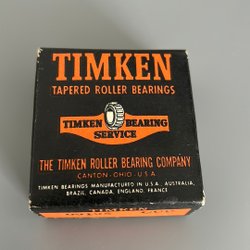 TIMKEN
TAPERED ROLLER BEARINGS
TIMKEN BEARING
SERVICE
THE TIMKEN ROLLER BEARING COMPANY
CANTON · OHIO · U.S.A
TIMKEN BEARINGS MANUFACTURED IN U.S.A., AUSTRALIA,
BRAZIL, CANADA, ENGLAND, FRANCE